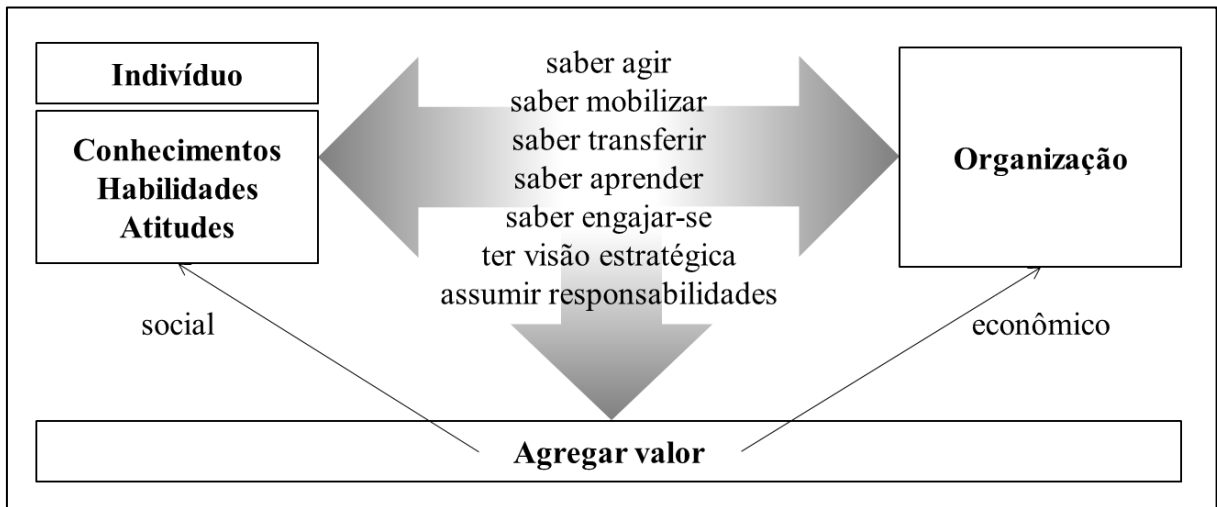 Indivíduo
Conhecimentos
Habilidades
Atitudes
saber agir
saber mobilizar
saber transferir
saber aprender
saber engajar-se
ter visão estratégica
assumir responsabilidades
Organização
social
econômico
Agregar valor